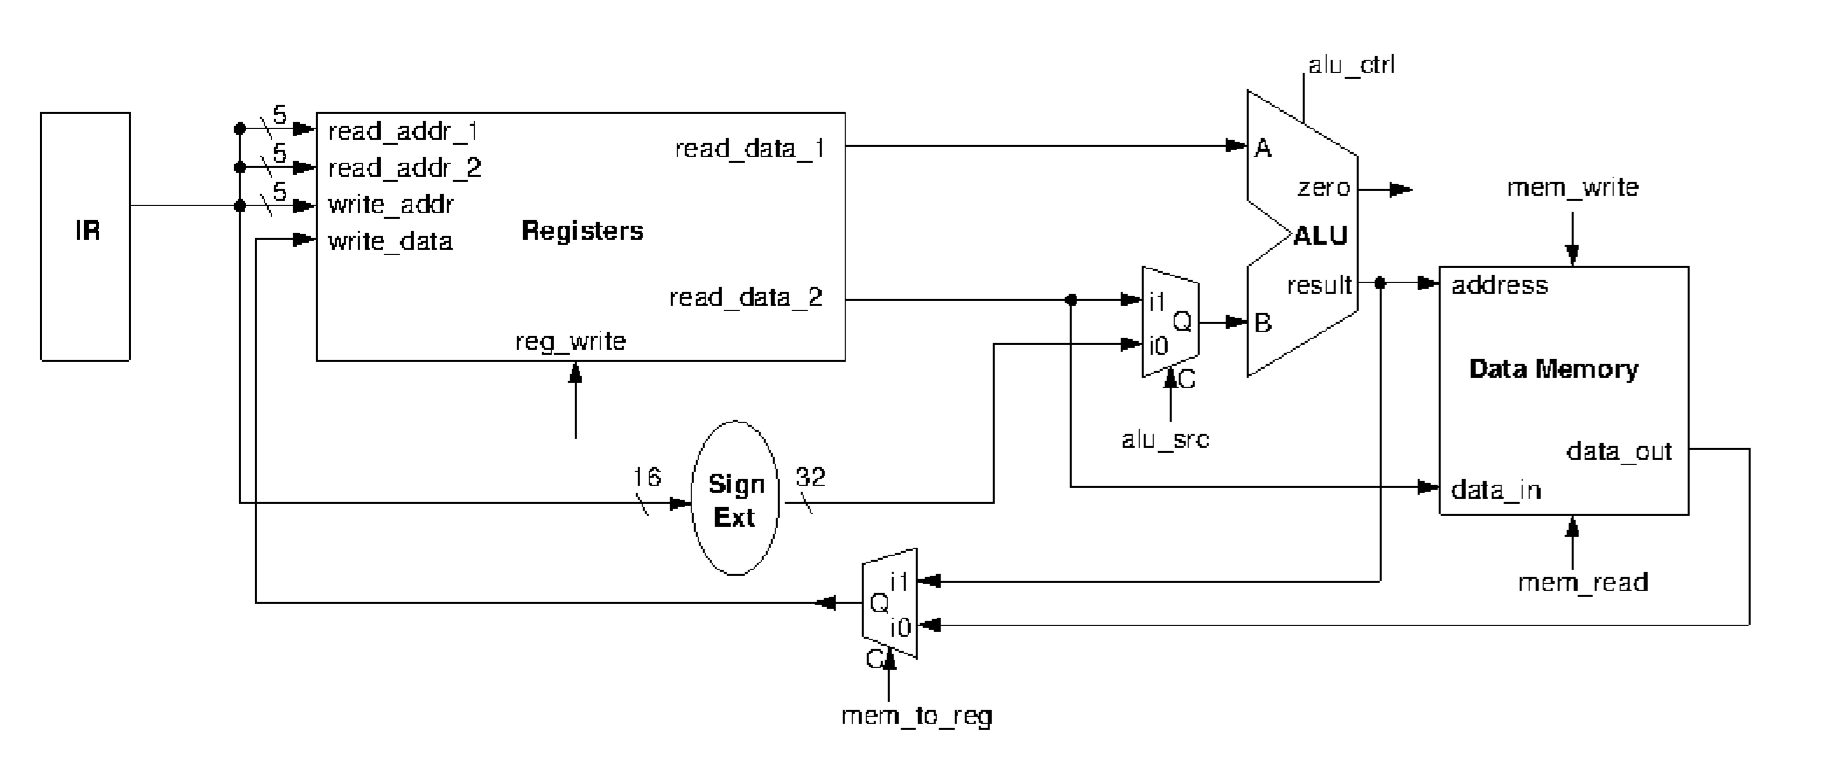 alu_ctrl
5
read_addr_1
5
read_addr_2
5
write_addr
write_data
IR
Registers
read_data_1
read_data_2
reg_write
A
zero
ALU
result
B
i1
Q
i0
C
alu_src
mem_write
address
Data Memory
data_out
data_in
mem_read
16
Sign
Ext
32
i1
Q
i0
C
mem_to_reg